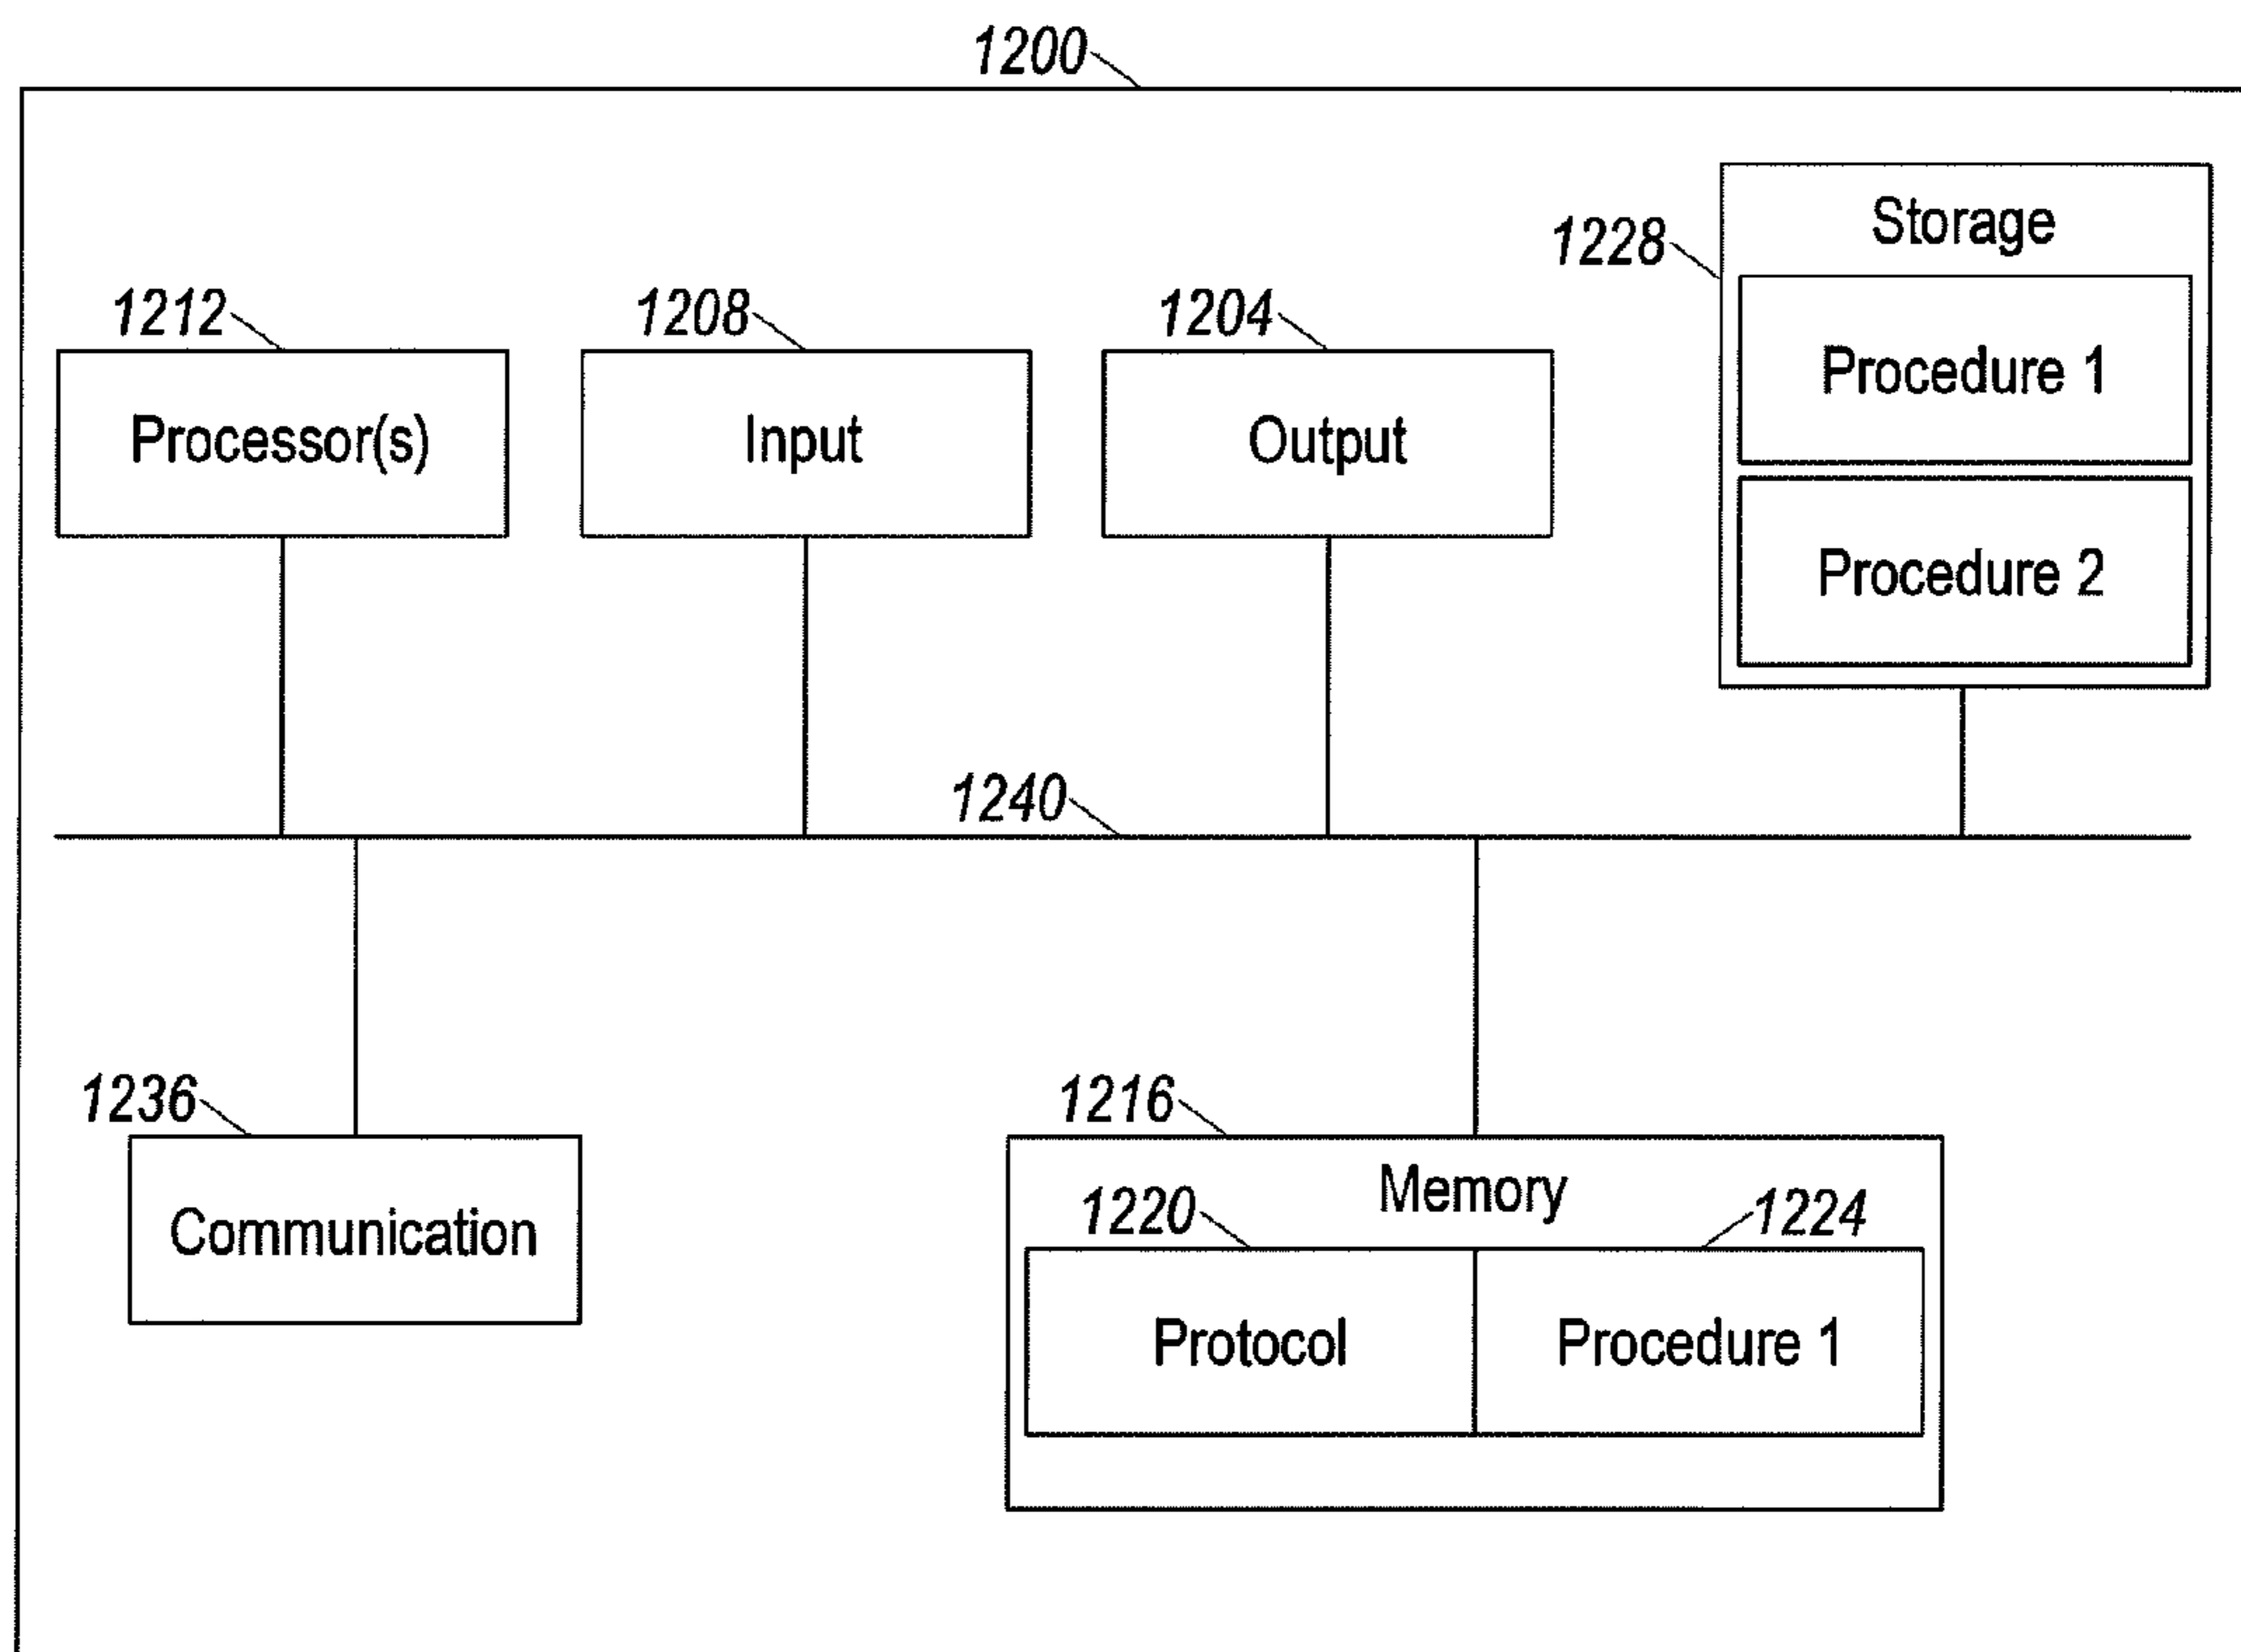 1200
Storage
1228
Procedure 1
1212
1208
1204
Processor(s)
Input
Output
Procedure 2
1240
1236
1216
Memory
1220
1224
Communication
Protocol
Procedure 1